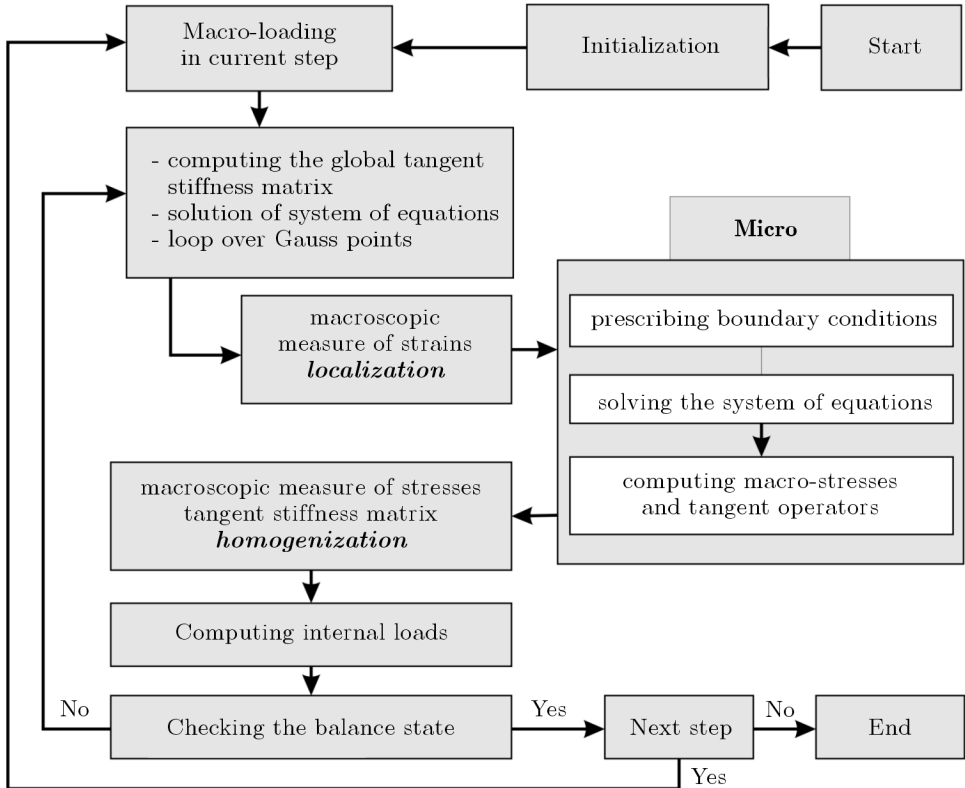 Macro-loading
in current step
Initialization
Start
- computing the global tangent
stiffness matrix
- solution of system of equations
- loop over Gauss points
Micro
macroscopic
measure of strains
localization
prescribing boundary conditions
solving the system of equations
computing macro-stresses
and tangent operators
macroscopic measure of stresses
tangent stiffness matrix
homogenization
Computing internal loads
No
Checking the balance state
Yes
Next step
No
End
Yes